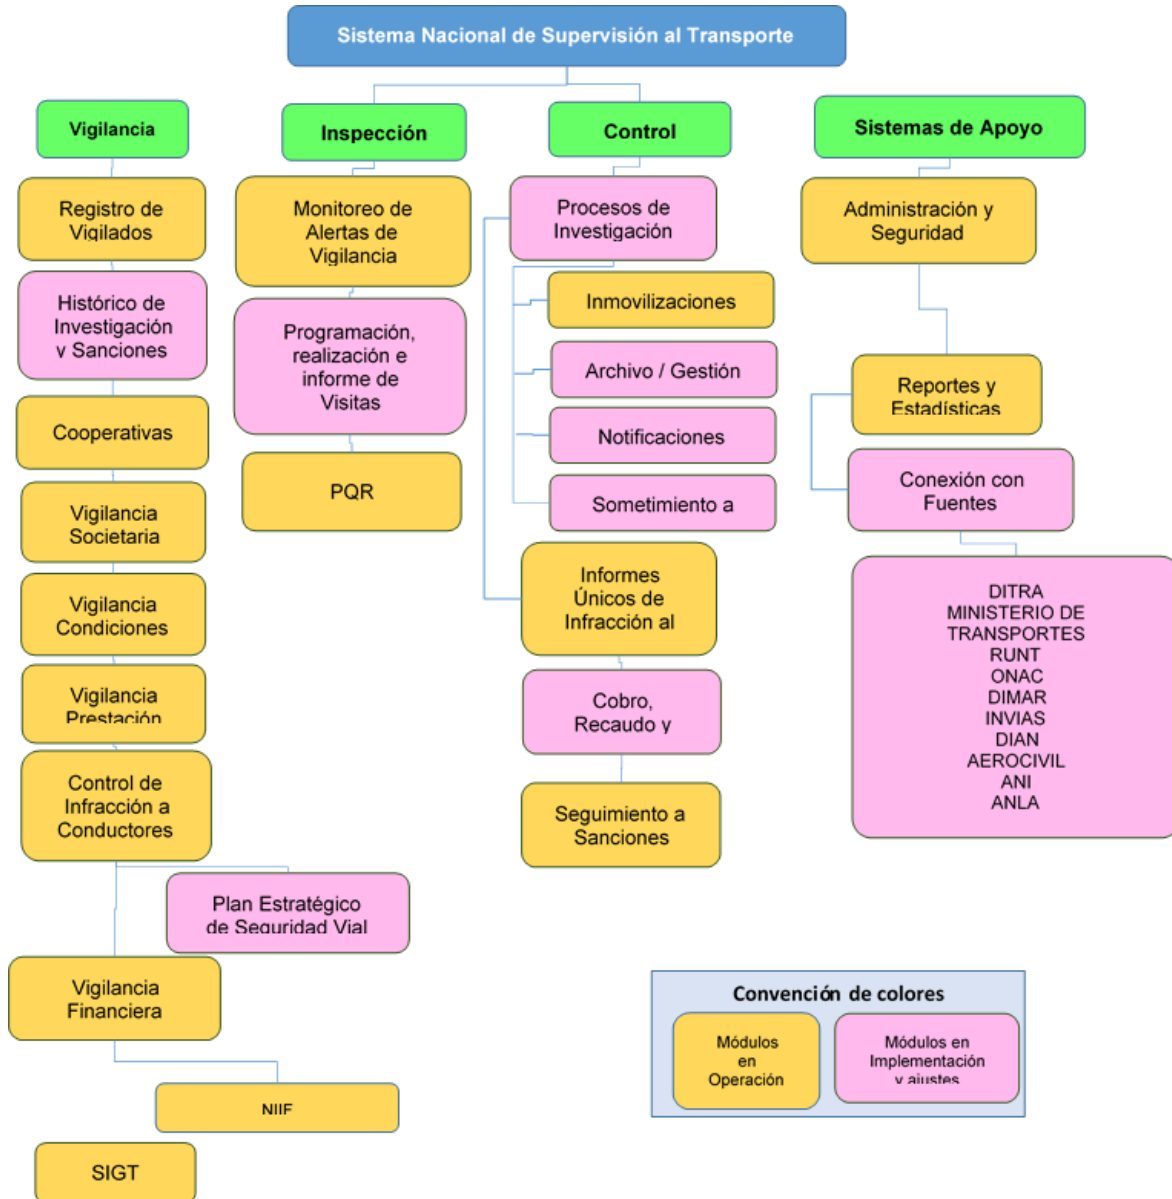 Sistema Nacional de Supervisión al Transporte
Vigilancia
Registro de
Vigilados
Histórico de
Investigación
y Sanciones
Cooperativas
Vigilancia
Societaria
Vigilancia
Condiciones
Vigilancia
Prestación
Control de
Infracción a
Conductores
Plan Estratégico
de Seguridad Vial
Vigilancia
Financiera
NIIF
SIGT
Inspección
Monitoreo de
Alertas de
Vigilancia
Programación,
realización e
informe de
Visitas
PQR
Control
Procesos de
Investigación
Inmovilizaciones
Archivo / Gestión
Notificaciones
Sometimiento a
Informes
Únicos de
Infracción al
Cobro,
Recaudo y
Seguimiento a
Sanciones
Sistemas de Apoyo
Administración y
Seguridad
Reportes y
Estadísticas
Conexión con
Fuentes
DITRA
MINISTERIO DE
TRANSPORTES
RUNT
ONAC
DIMAR
INVIAS
DIAN
AEROCIVIL
ANI
ANLA
Convención de colores
Módulos
en
Operación
Módulos en
Implementación
y ajustes